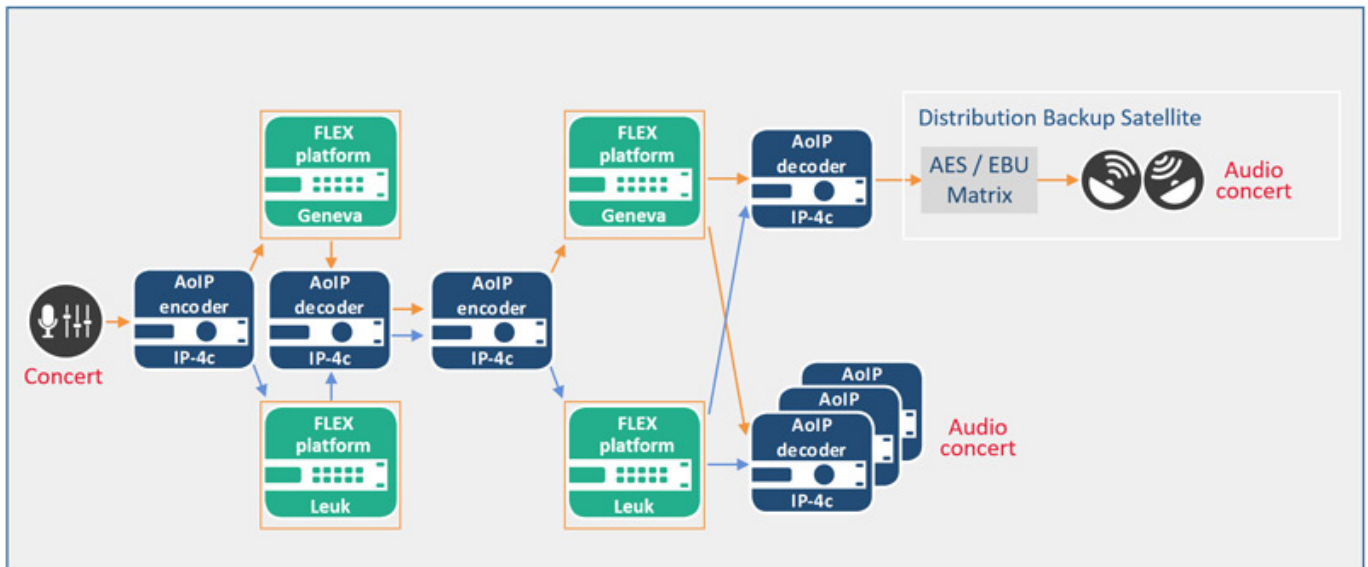 FLEX
platform
Geneva
FLEX
platform
Geneva
AoIP
decoder
IP-4c
Distribution Backup Satellite
AES / EBU
Matrix
Audio
concert
Concert
AoIP
encoder
IP-4c
AoIP
decoder
IP-4c
AoIP
encoder
IP-4c
FLEX
platform
Leuk
FLEX
platform
Leuk
AoIP
AoIP
AoIP
decoder
IP-4c
Audio
concert